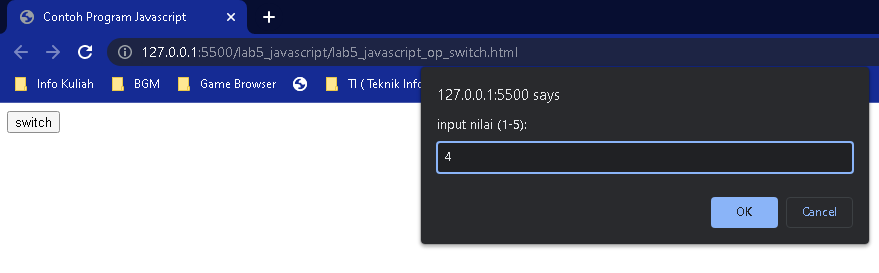 Contoh Program Javascript
127.0.0.1:5500/lab5_javascript/lab5_javascript_op_switch.html
Info Kuliah BGM Game Browser TI ( Teknik Info
switch
127.0.0.1:5500 says
input nilai (1-5):
4
OK Cancel